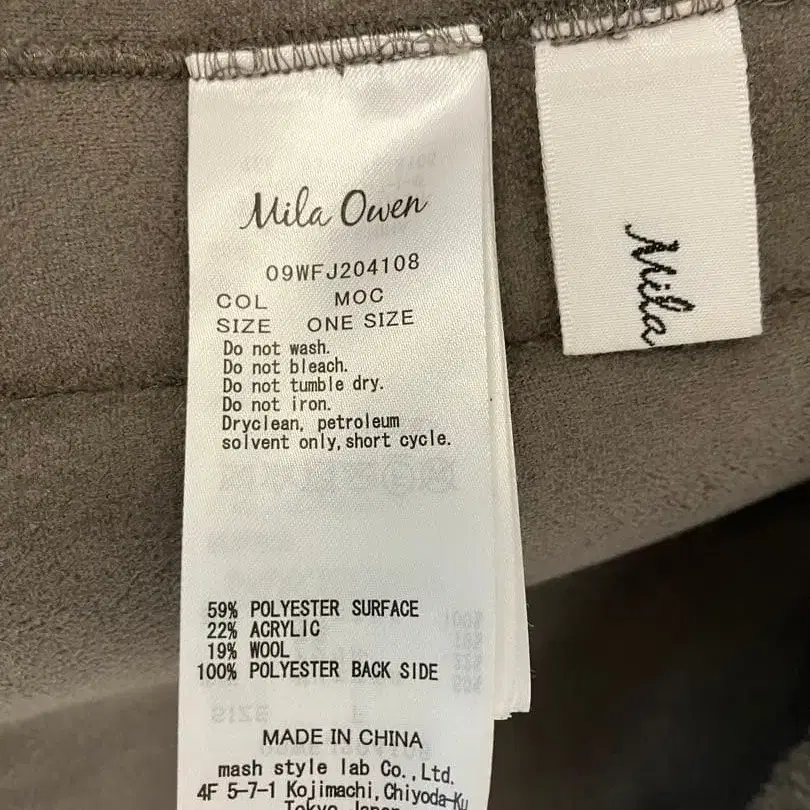 Mila Owen
09WFJ204108
COL MOC
SIZE ONE SIZE
Do not wash.
Do not bleach.
Do not tumble dry.
Do not iron.
Dryclean, petroleum
solvent only,short cycle.
59% POLYESTER SURFACE
22% ACRYLIC
19% WOOL
100% POLYESTER BACK SIDE
MADE IN CHINA
mash style lab Co.,Ltd.
4F 5-7-1 Kojimachi,Chiyoda-Ku
Tokyo Japan
Mila